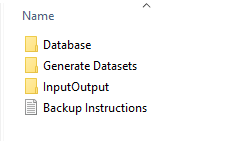 Name
Database
Generate Datasets
InputOutput
Backup Instructions